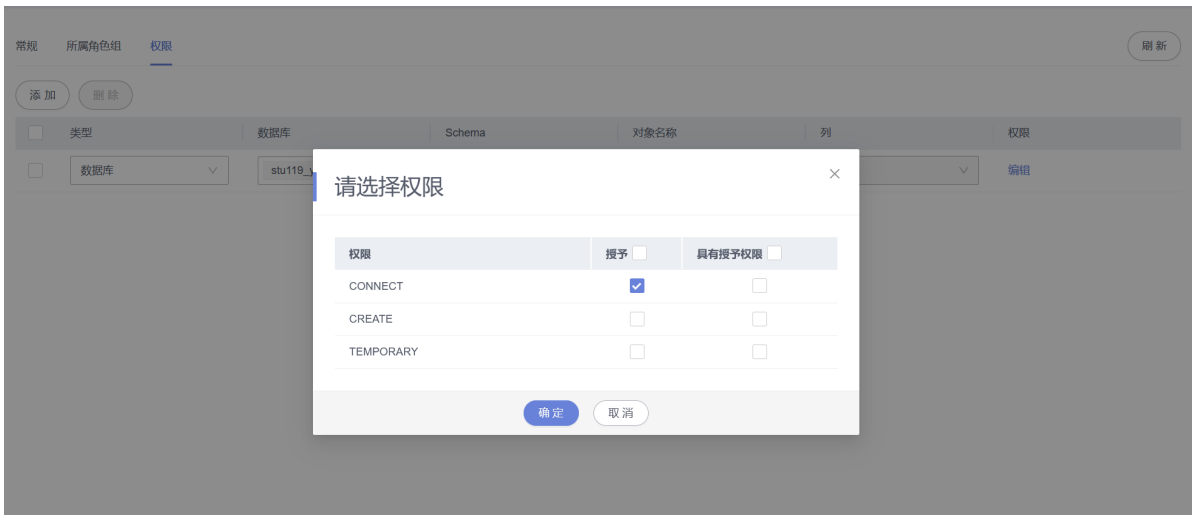 常规 所属角色组 权限 刷新
添加 删除
类型 数据库 Schema 对象名称 列 权限
数据库 stu119_y 编辑
请选择权限
权限 授予 具有授予权限
CONNECT
CREATE
TEMPORARY
确定 取消